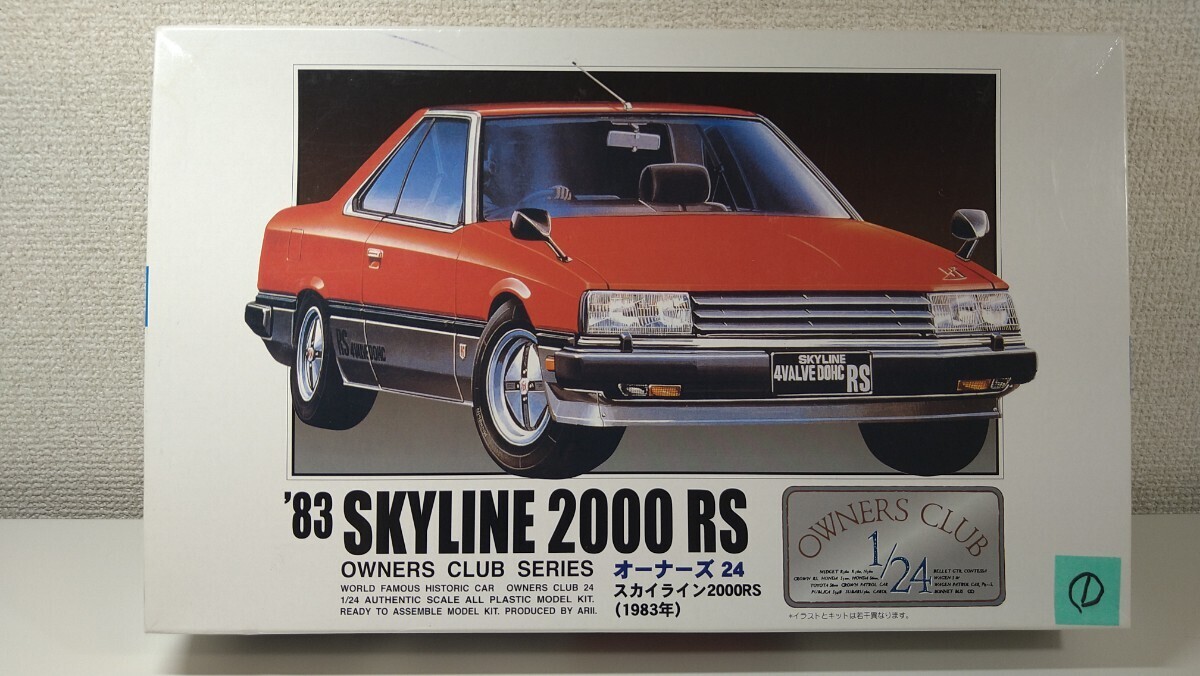 RS 4VALVE DOHC
SKYLINE
4VALVE DOHC RS
'83 SKYLINE 2000 RS
OWNERS CLUB SERIES
オーナーズ 24
WORLD FAMOUS HISTORIC CAR OWNERS CLUB 24
1/24 AUTHENTIC SCALE ALL PLASTIC MODEL KIT.
READY TO ASSEMBLE MODEL KIT. PRODUCED BY ARII.
スカイライン2000RS
(1983年)
OWNERS CLUB
1/24
*イラストとキットは若干異なります。
①